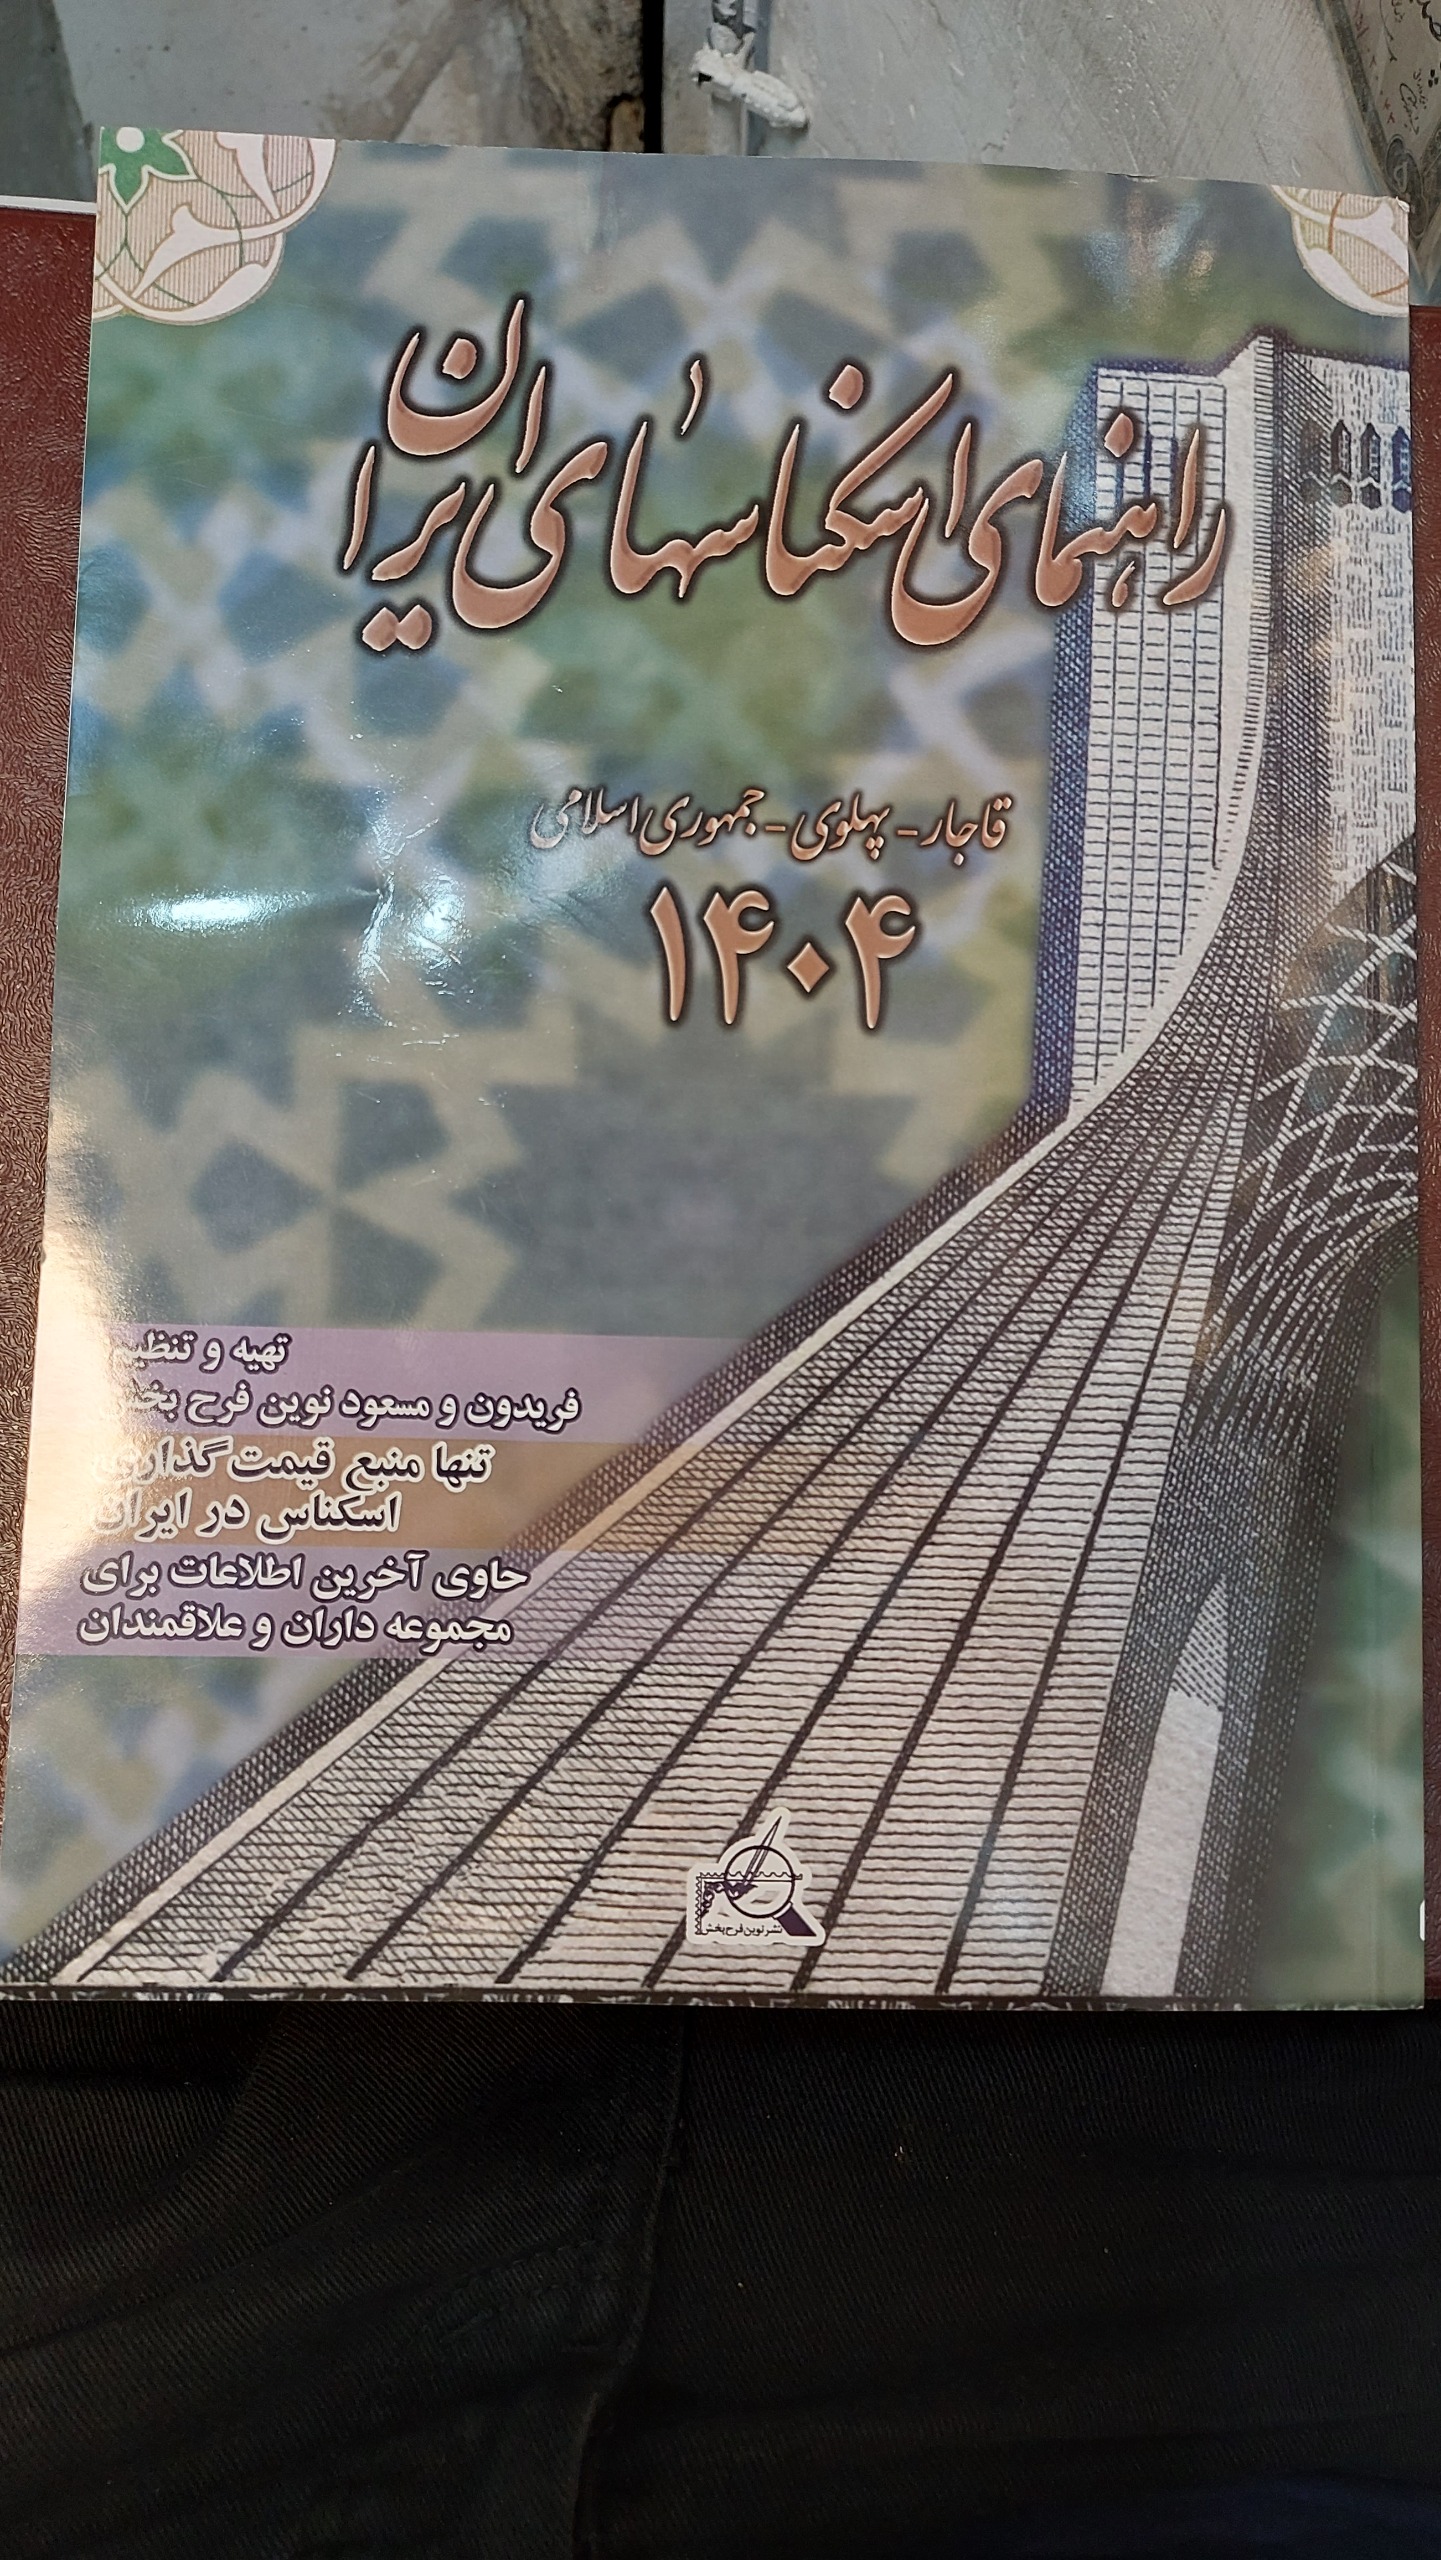 راهنمای اسکناسهای ایران
قاجار - پهلوی - جمهوری اسلامی
۱۴۰۴
تهیه و تنظیم
فریدون و مسعود نوین فرح بخش
تنها منبع قیمت گذاری
اسکناس در ایران
حاوی آخرین اطلاعات برای
مجموعه داران و علاقمندان
نشر نوین فرح بخش